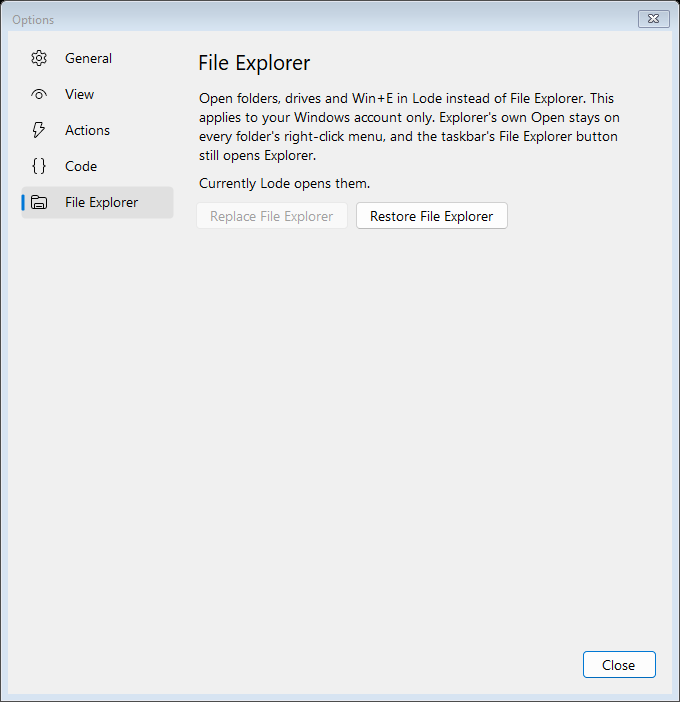 Options
General
View
Actions
Code
File Explorer
File Explorer
Open folders, drives and Win+E in Lode instead of File Explorer. This
applies to your Windows account only. Explorer's own Open stays on
every folder's right-click menu, and the taskbar's File Explorer button
still opens Explorer.
Currently Lode opens them.
Replace File Explorer
Restore File Explorer
Close